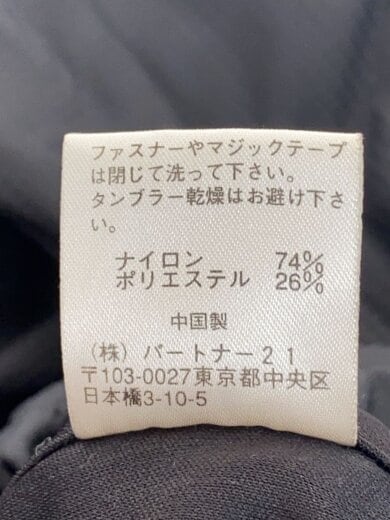 ファスナーやマジックテープ
は閉じて洗って下さい。
タンブラー乾燥はお避け下さ
い。
ナイロン 74%
ポリエステル 26%
中国製
(株) パートナー21
〒103-0027東京都中央区
日本橋3-10-5